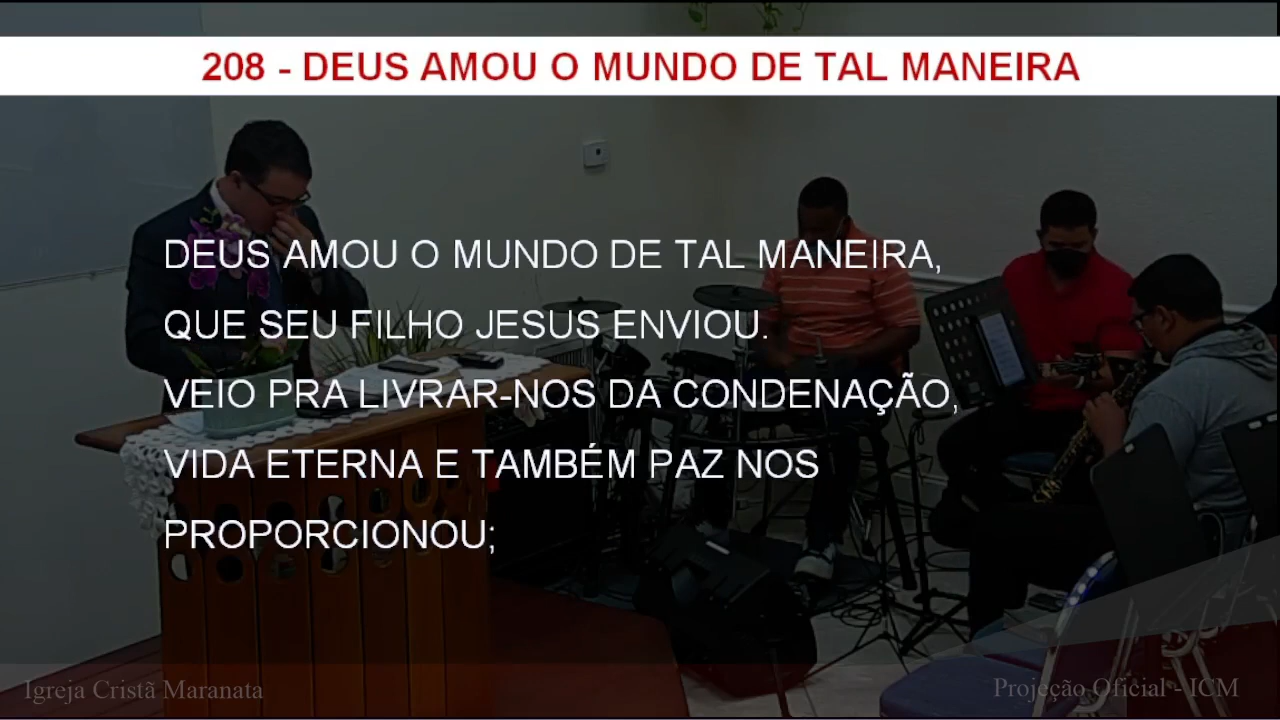 208 - DEUS AMOU O MUNDO DE TAL MANEIRA
DEUS AMOU O MUNDO DE TAL MANEIRA,
QUE SEU FILHO JESUS ENVIOU.
VEIO PRA LIVRAR-NOS DA CONDENAÇÃO,
VIDA ETERNA E TAMBÉM PAZ NOS
PROPORCIONOU;
Igreja Cristã Maranata
Projeção Oficial - ICM